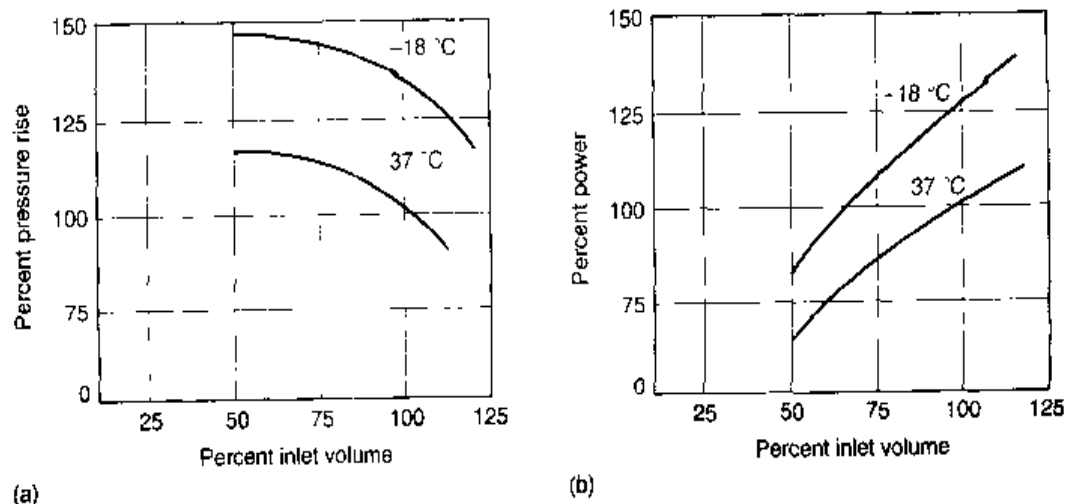 150
125
100
75
0
Percent pressure rise
−18 °C
37 °C
25 50 75 100 125
Percent inlet volume
(a)
150
125
100
75
0
Percent power
−18 °C
37 °C
25 50 75 100 125
Percent inlet volume
(b)